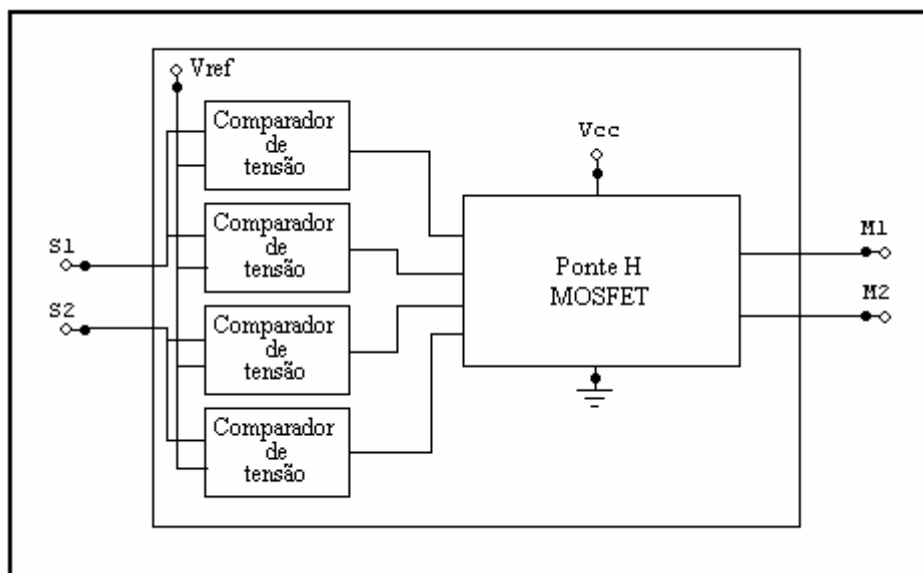 Vref
Comparador
de
tensão
Vcc
Comparador
de
tensão
S1
Ponte H
MOSFET
M1
S2
M2
Comparador
de
tensão
Comparador
de
tensão